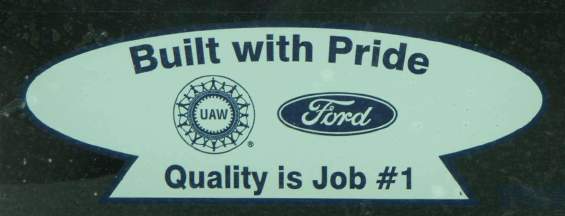 Built with Pride
UAW ®
Ford
Quality is Job #1